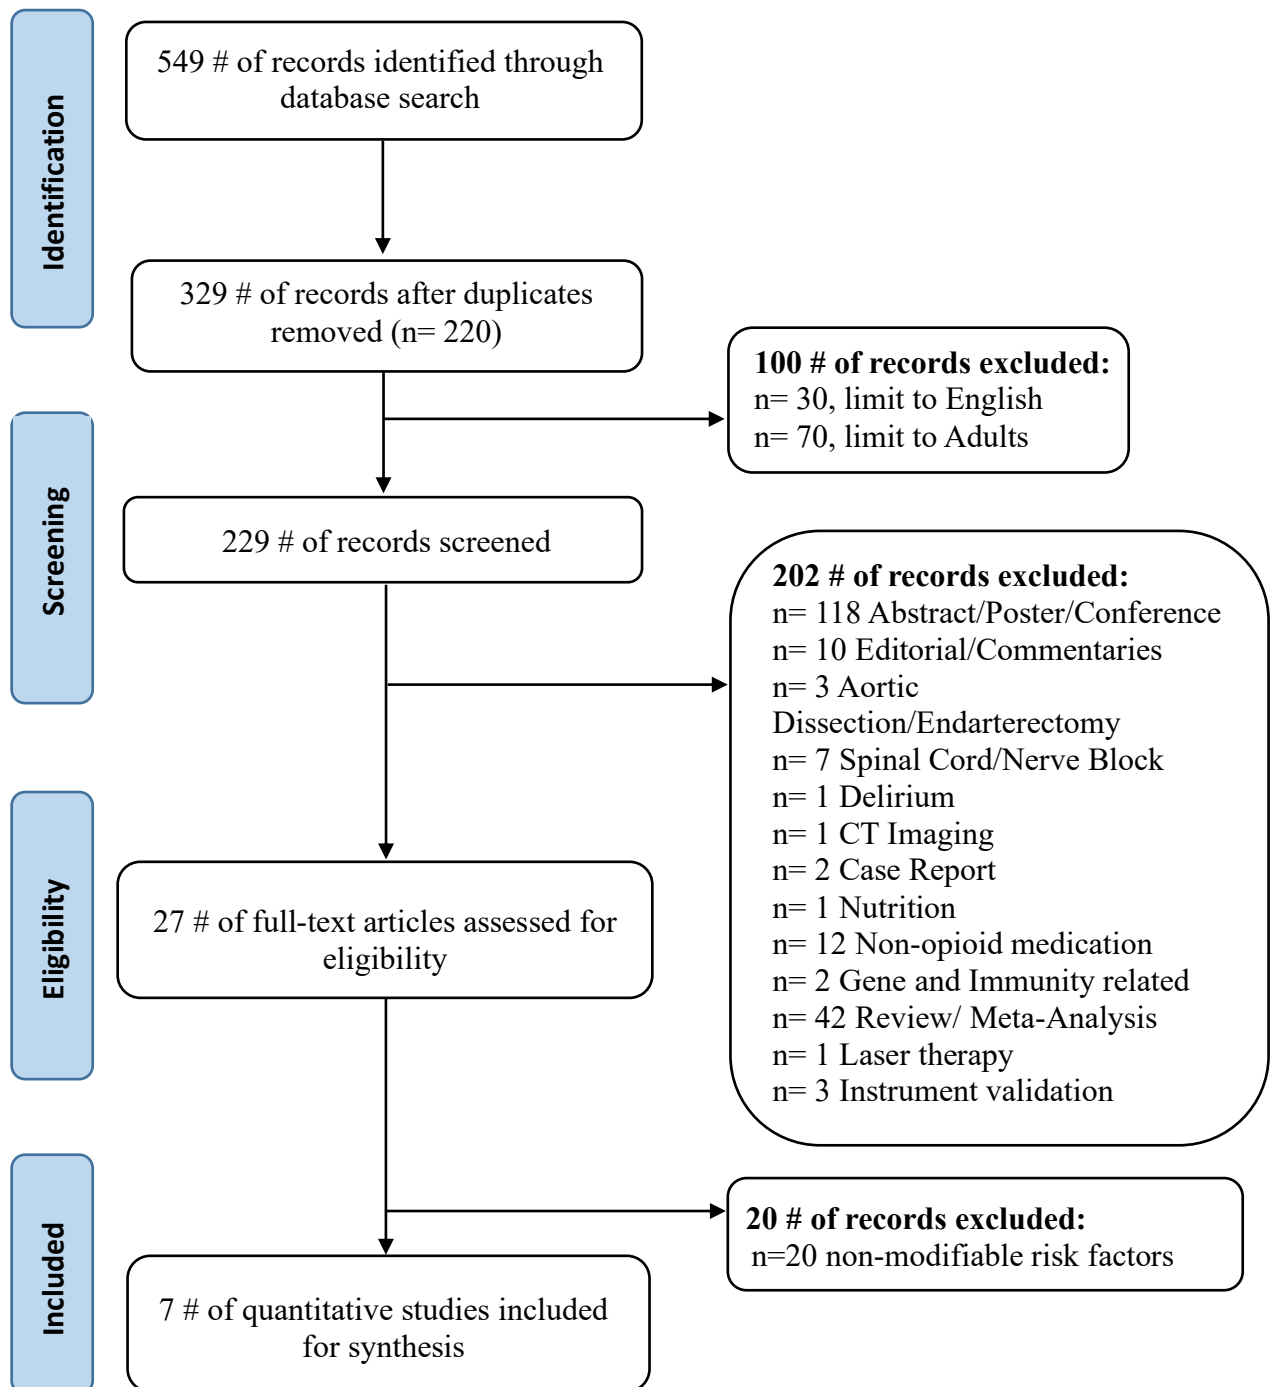 Identification
549 # of records identified through
database search
329 # of records after duplicates
removed (n= 220)
100 # of records excluded:
n= 30, limit to English
n= 70, limit to Adults
Screening
229 # of records screened
202 # of records excluded:
n= 118 Abstract/Poster/Conference
n= 10 Editorial/Commentaries
n= 3 Aortic
Dissection/Endarterectomy
n= 7 Spinal Cord/Nerve Block
n= 1 Delirium
n= 1 CT Imaging
n= 2 Case Report
n= 1 Nutrition
n= 12 Non-opioid medication
n= 2 Gene and Immunity related
n= 42 Review/ Meta-Analysis
n= 1 Laser therapy
n= 3 Instrument validation
Eligibility
27 # of full-text articles assessed for
eligibility
20 # of records excluded:
n=20 non-modifiable risk factors
Included
7 # of quantitative studies included
for synthesis